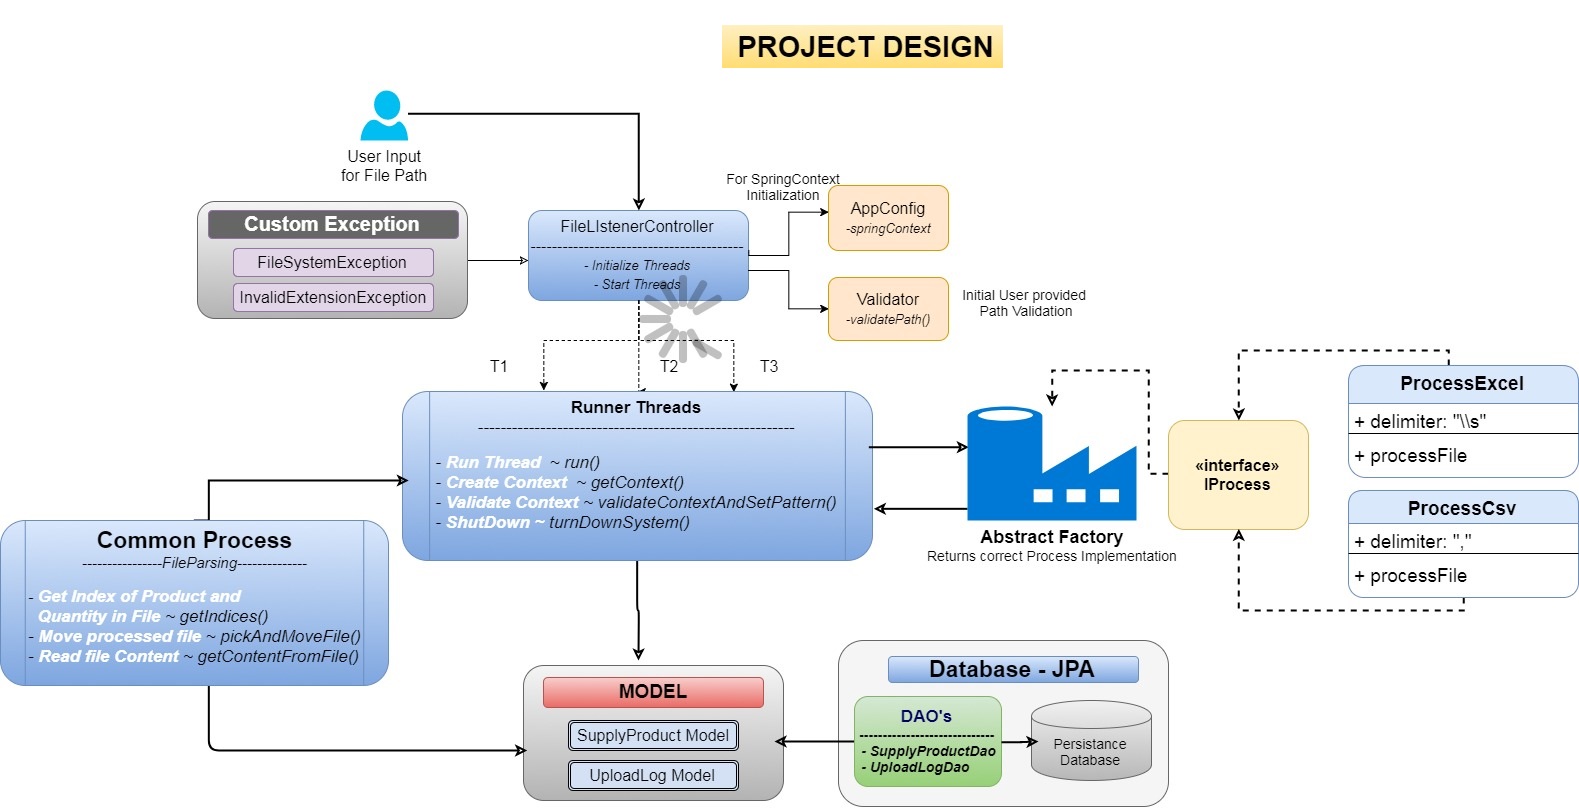 PROJECT DESIGN
User Input
for File Path
For SpringContext
Initialization
Custom Exception
FileSystemException
InvalidExtensionException
FileLIstenerController
- Initialize Threads
- Start Threads
AppConfig
-springContext
Validator
-validatePath()
Initial User provided
Path Validation
T1
T2
T3
Runner Threads
- Run Thread ~ run()
- Create Context ~ getContext()
- Validate Context ~ validateContextAndSetPattern()
- ShutDown ~ turnDownSystem()
Abstract Factory
Returns correct Process Implementation
«interface»
IProcess
ProcessExcel
+ delimiter: "\\s"
+ processFile
ProcessCsv
+ delimiter: ","
+ processFile
Common Process
----------------FileParsing--------------
- Get Index of Product and
Quantity in File ~ getIndices()
- Move processed file ~ pickAndMoveFile()
- Read file Content ~ getContentFromFile()
MODEL
SupplyProduct Model
UploadLog Model
Database - JPA
DAO's
- SupplyProductDao
- UploadLogDao
Persistance
Database